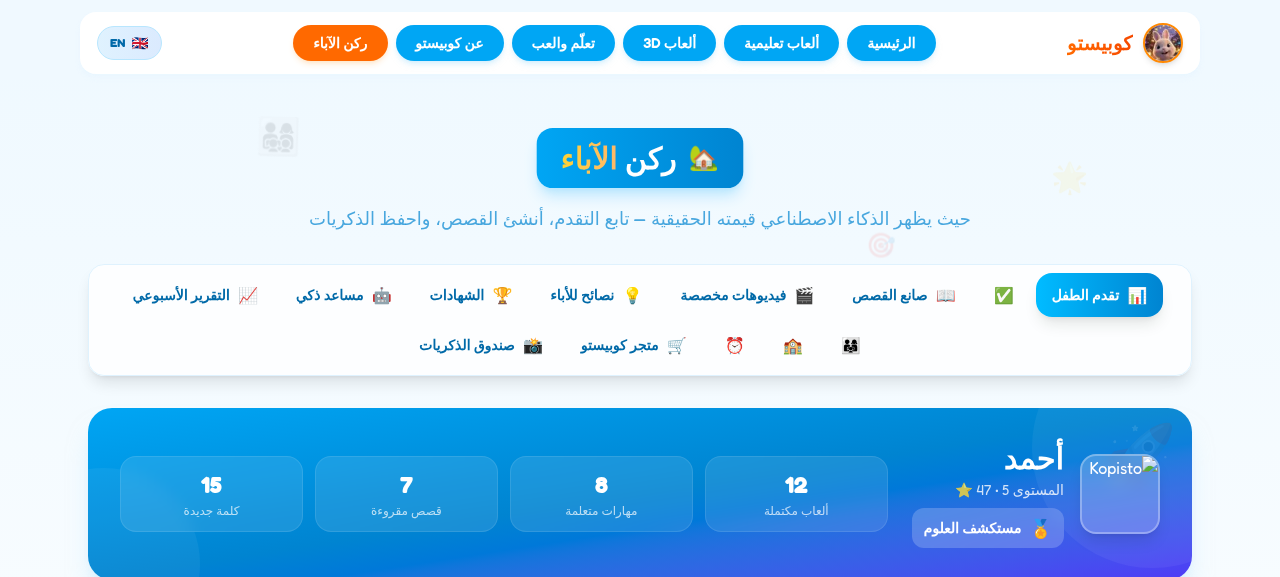 كوبيستو
الرئيسية
ألعاب تعليمية
ألعاب 3D
تعلّم والعب
عن كوبيستو
ركن الآباء
EN
ركن الآباء
حيث يظهر الذكاء الاصطناعي قيمته الحقيقية – تابع التقدم، أنشئ القصص، واحفظ الذكريات
تقدم الطفل
صانع القصص
فيديوهات مخصصة
نصائح للأباء
الشهادات
مساعد ذكي
التقرير الأسبوعي
متجر كوبيستو
صندوق الذكريات
Kopisto
أحمد
المستوى 5 • 47 ⭐
مستكشف العلوم
12
ألعاب مكتملة
8
مهارات متعلمة
7
قصص مقروءة
15
كلمة جديدة